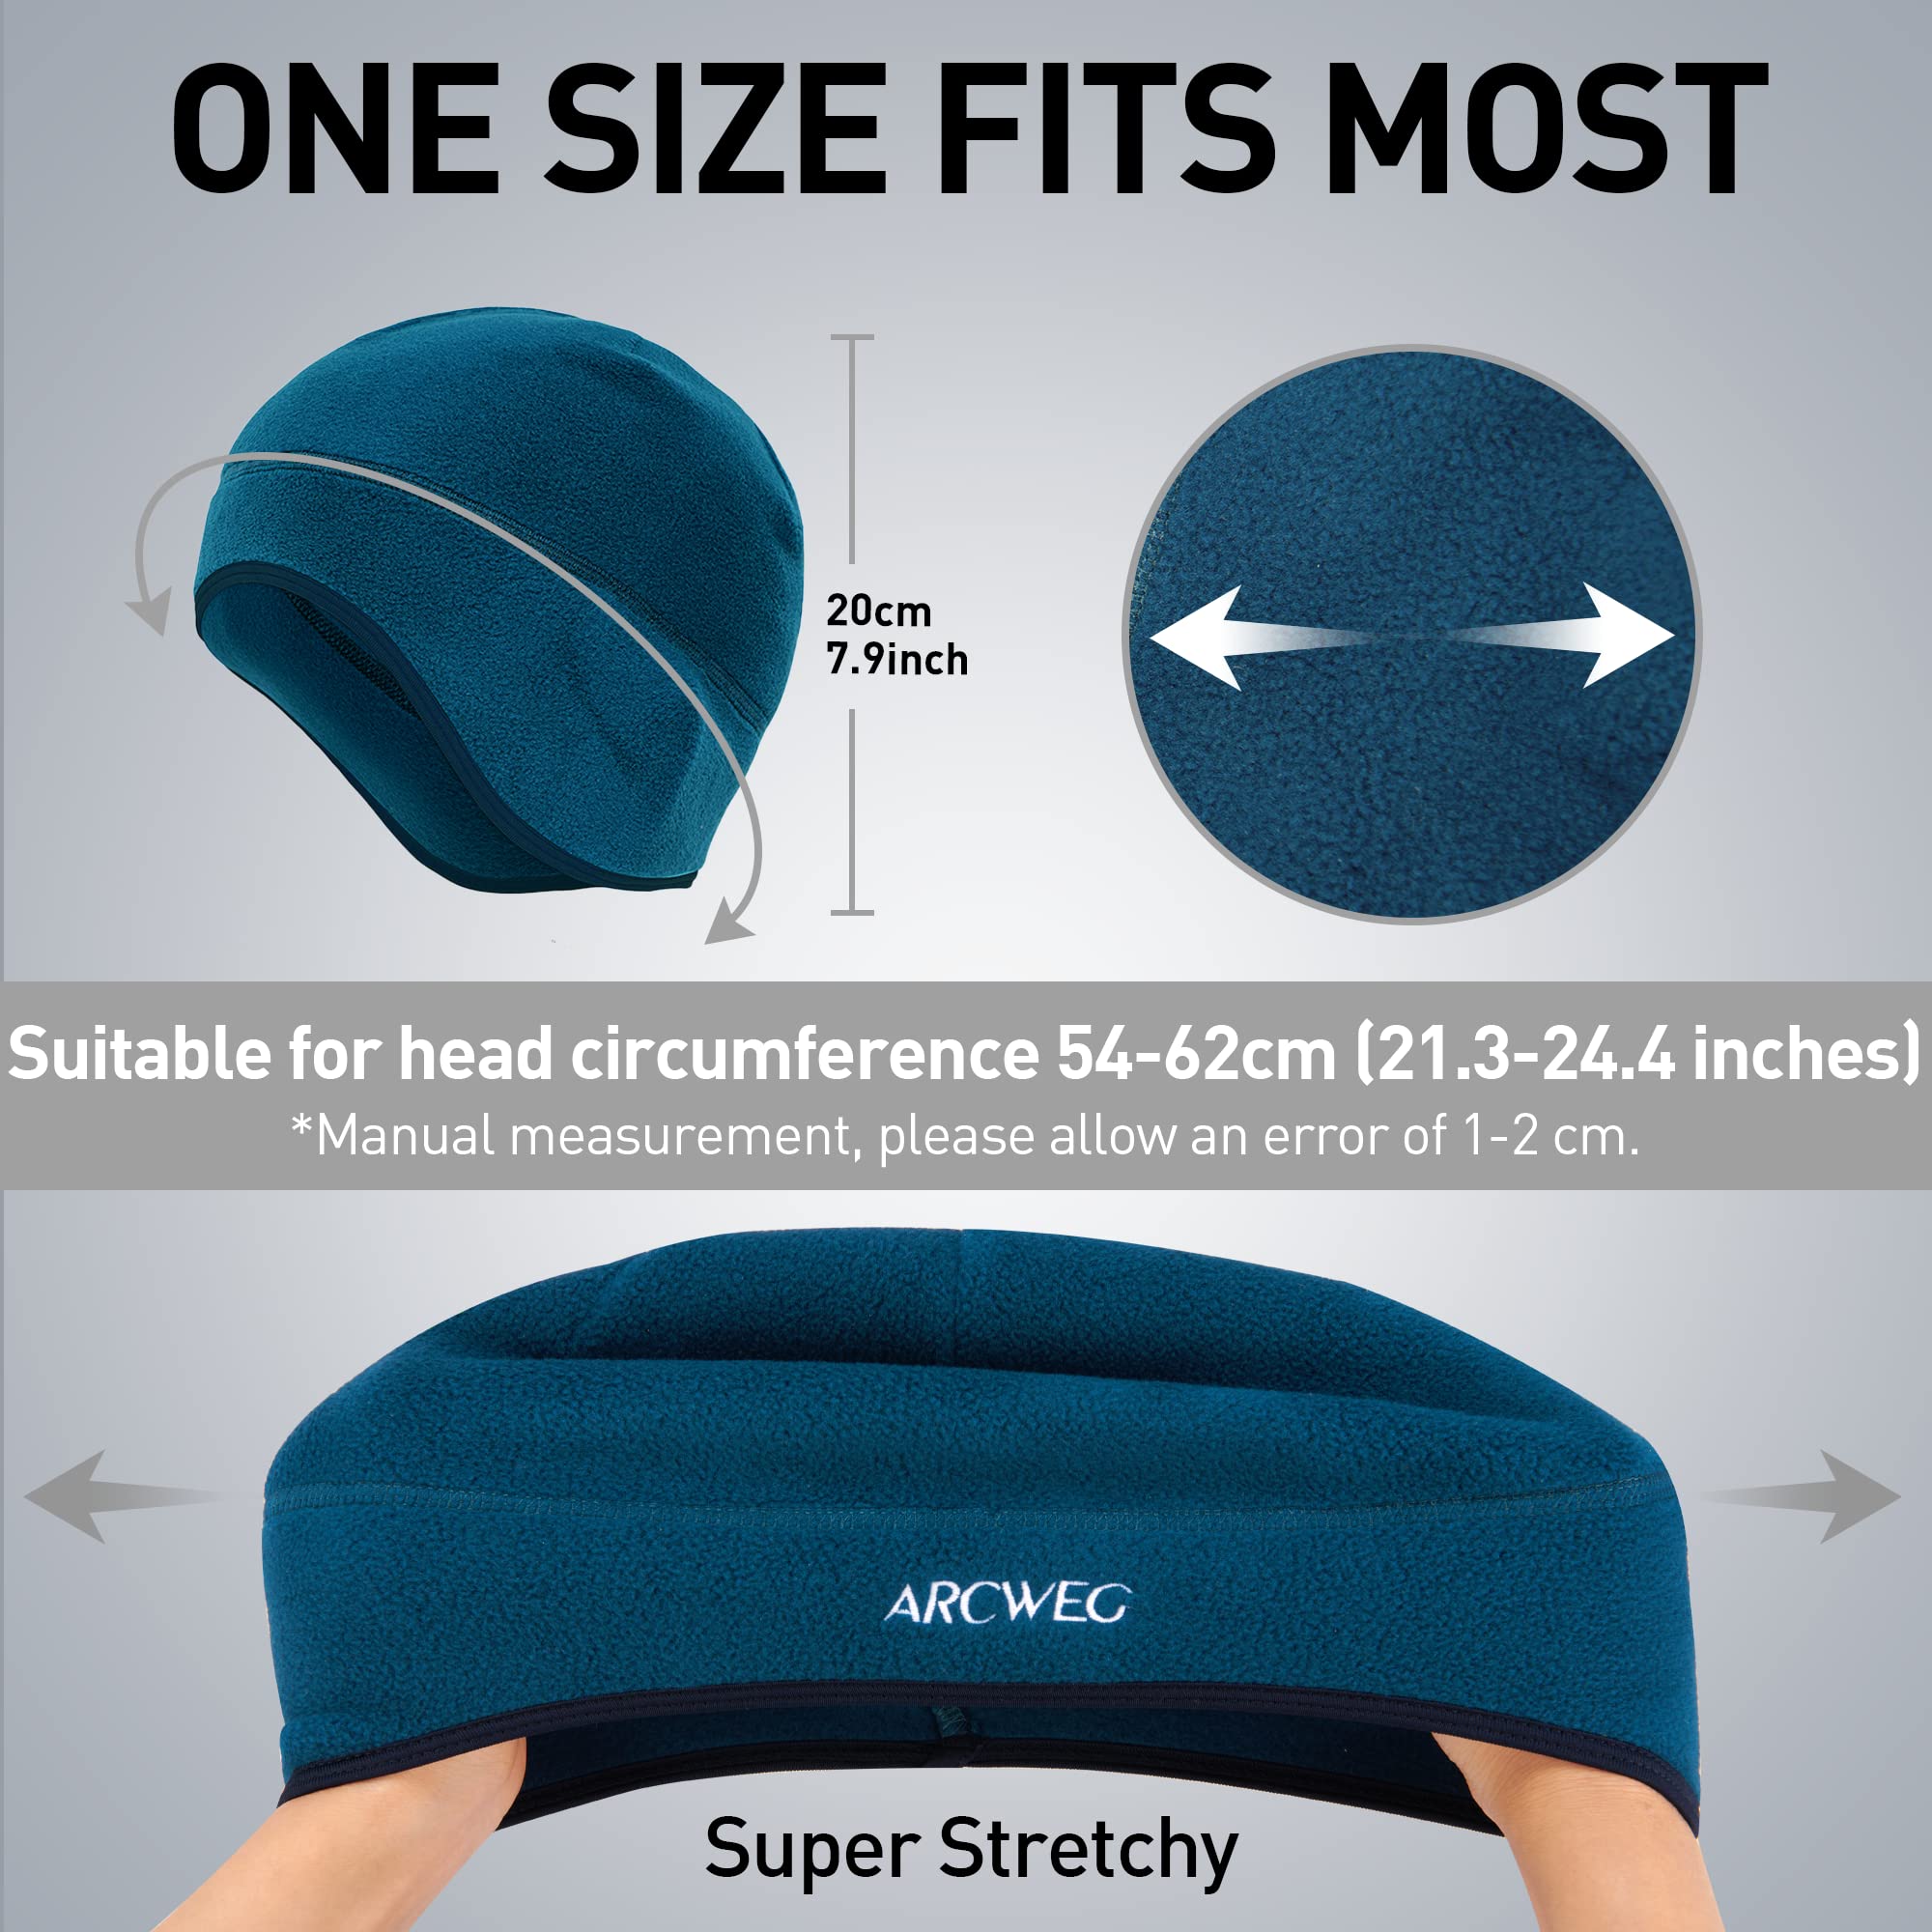 ONE SIZE FITS MOST
20cm
7.9inch
Suitable for head circumference 54-62cm (21.3-24.4 inches)
*Manual measurement, please allow an error of 1-2 cm.
ARCWEG
Super Stretchy